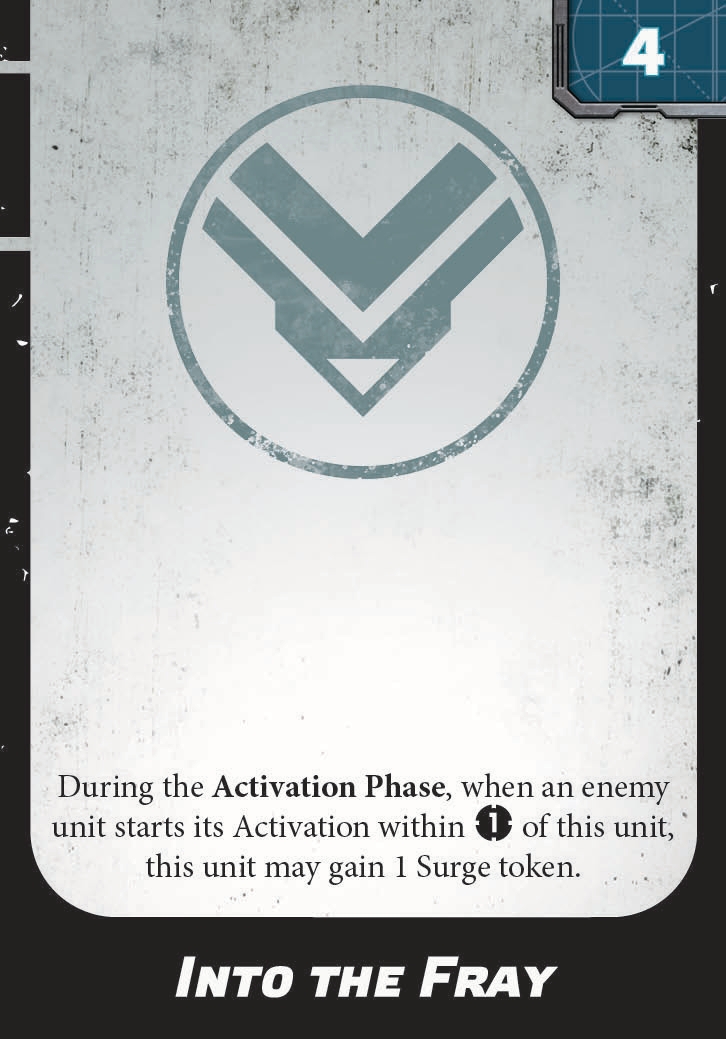 4
During the Activation Phase, when an enemy
unit starts its Activation within 1 of this unit,
this unit may gain 1 Surge token.
Into the Fray